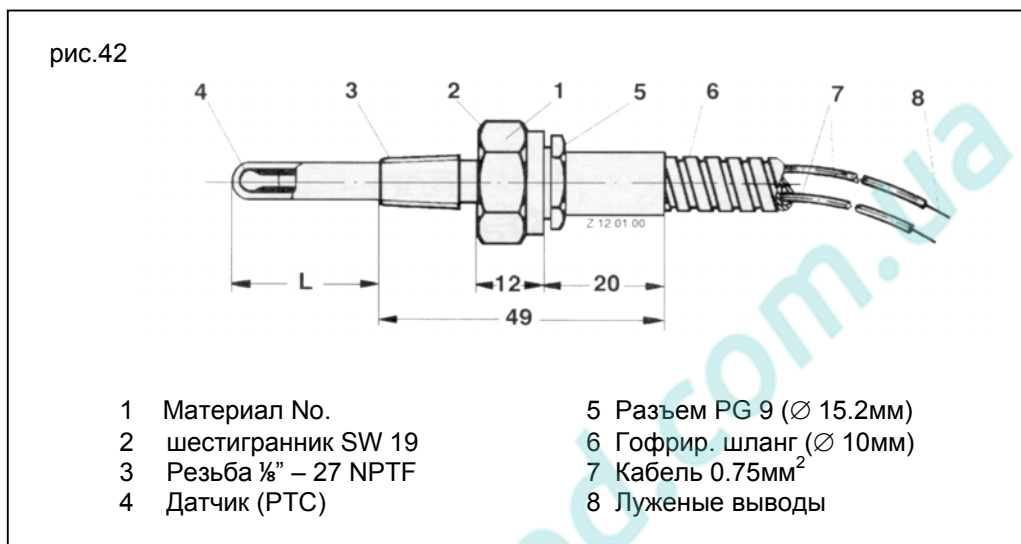 рис.42
4 3 2 1 5 6 7 8
Z 12 01 00
L 12 20
49
1 Материал No.
2 шестигранник SW 19
3 Резьба ⅛” – 27 NPTF
4 Датчик (PTC)
5 Разъем PG 9 (∅ 15.2мм)
6 Гофрир. шланг (∅ 10мм)
7 Кабель 0.75мм²
8 Луженые выводы
d.com.ua